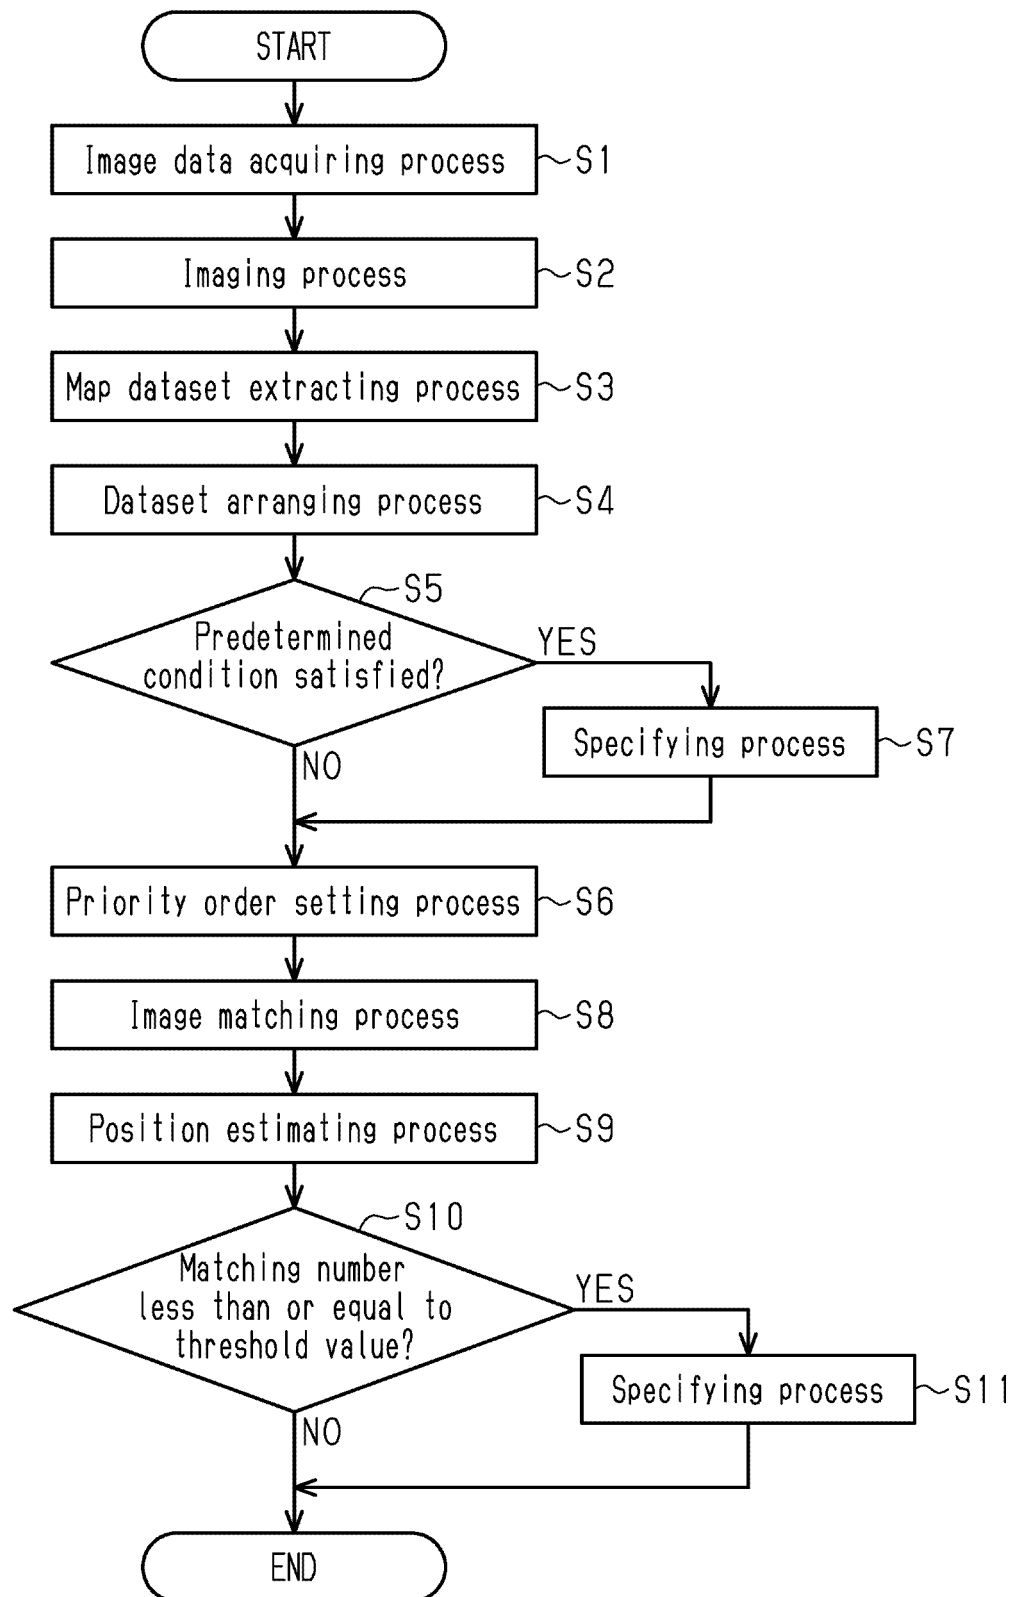 START
Image data acquiring process S1
Imaging process S2
Map dataset extracting process S3
Dataset arranging process S4
S5
Predetermined
condition satisfied?
YES
Specifying process S7
NO
Priority order setting process S6
Image matching process S8
Position estimating process S9
S10
Matching number
less than or equal to
threshold value?
YES
Specifying process S11
NO
END